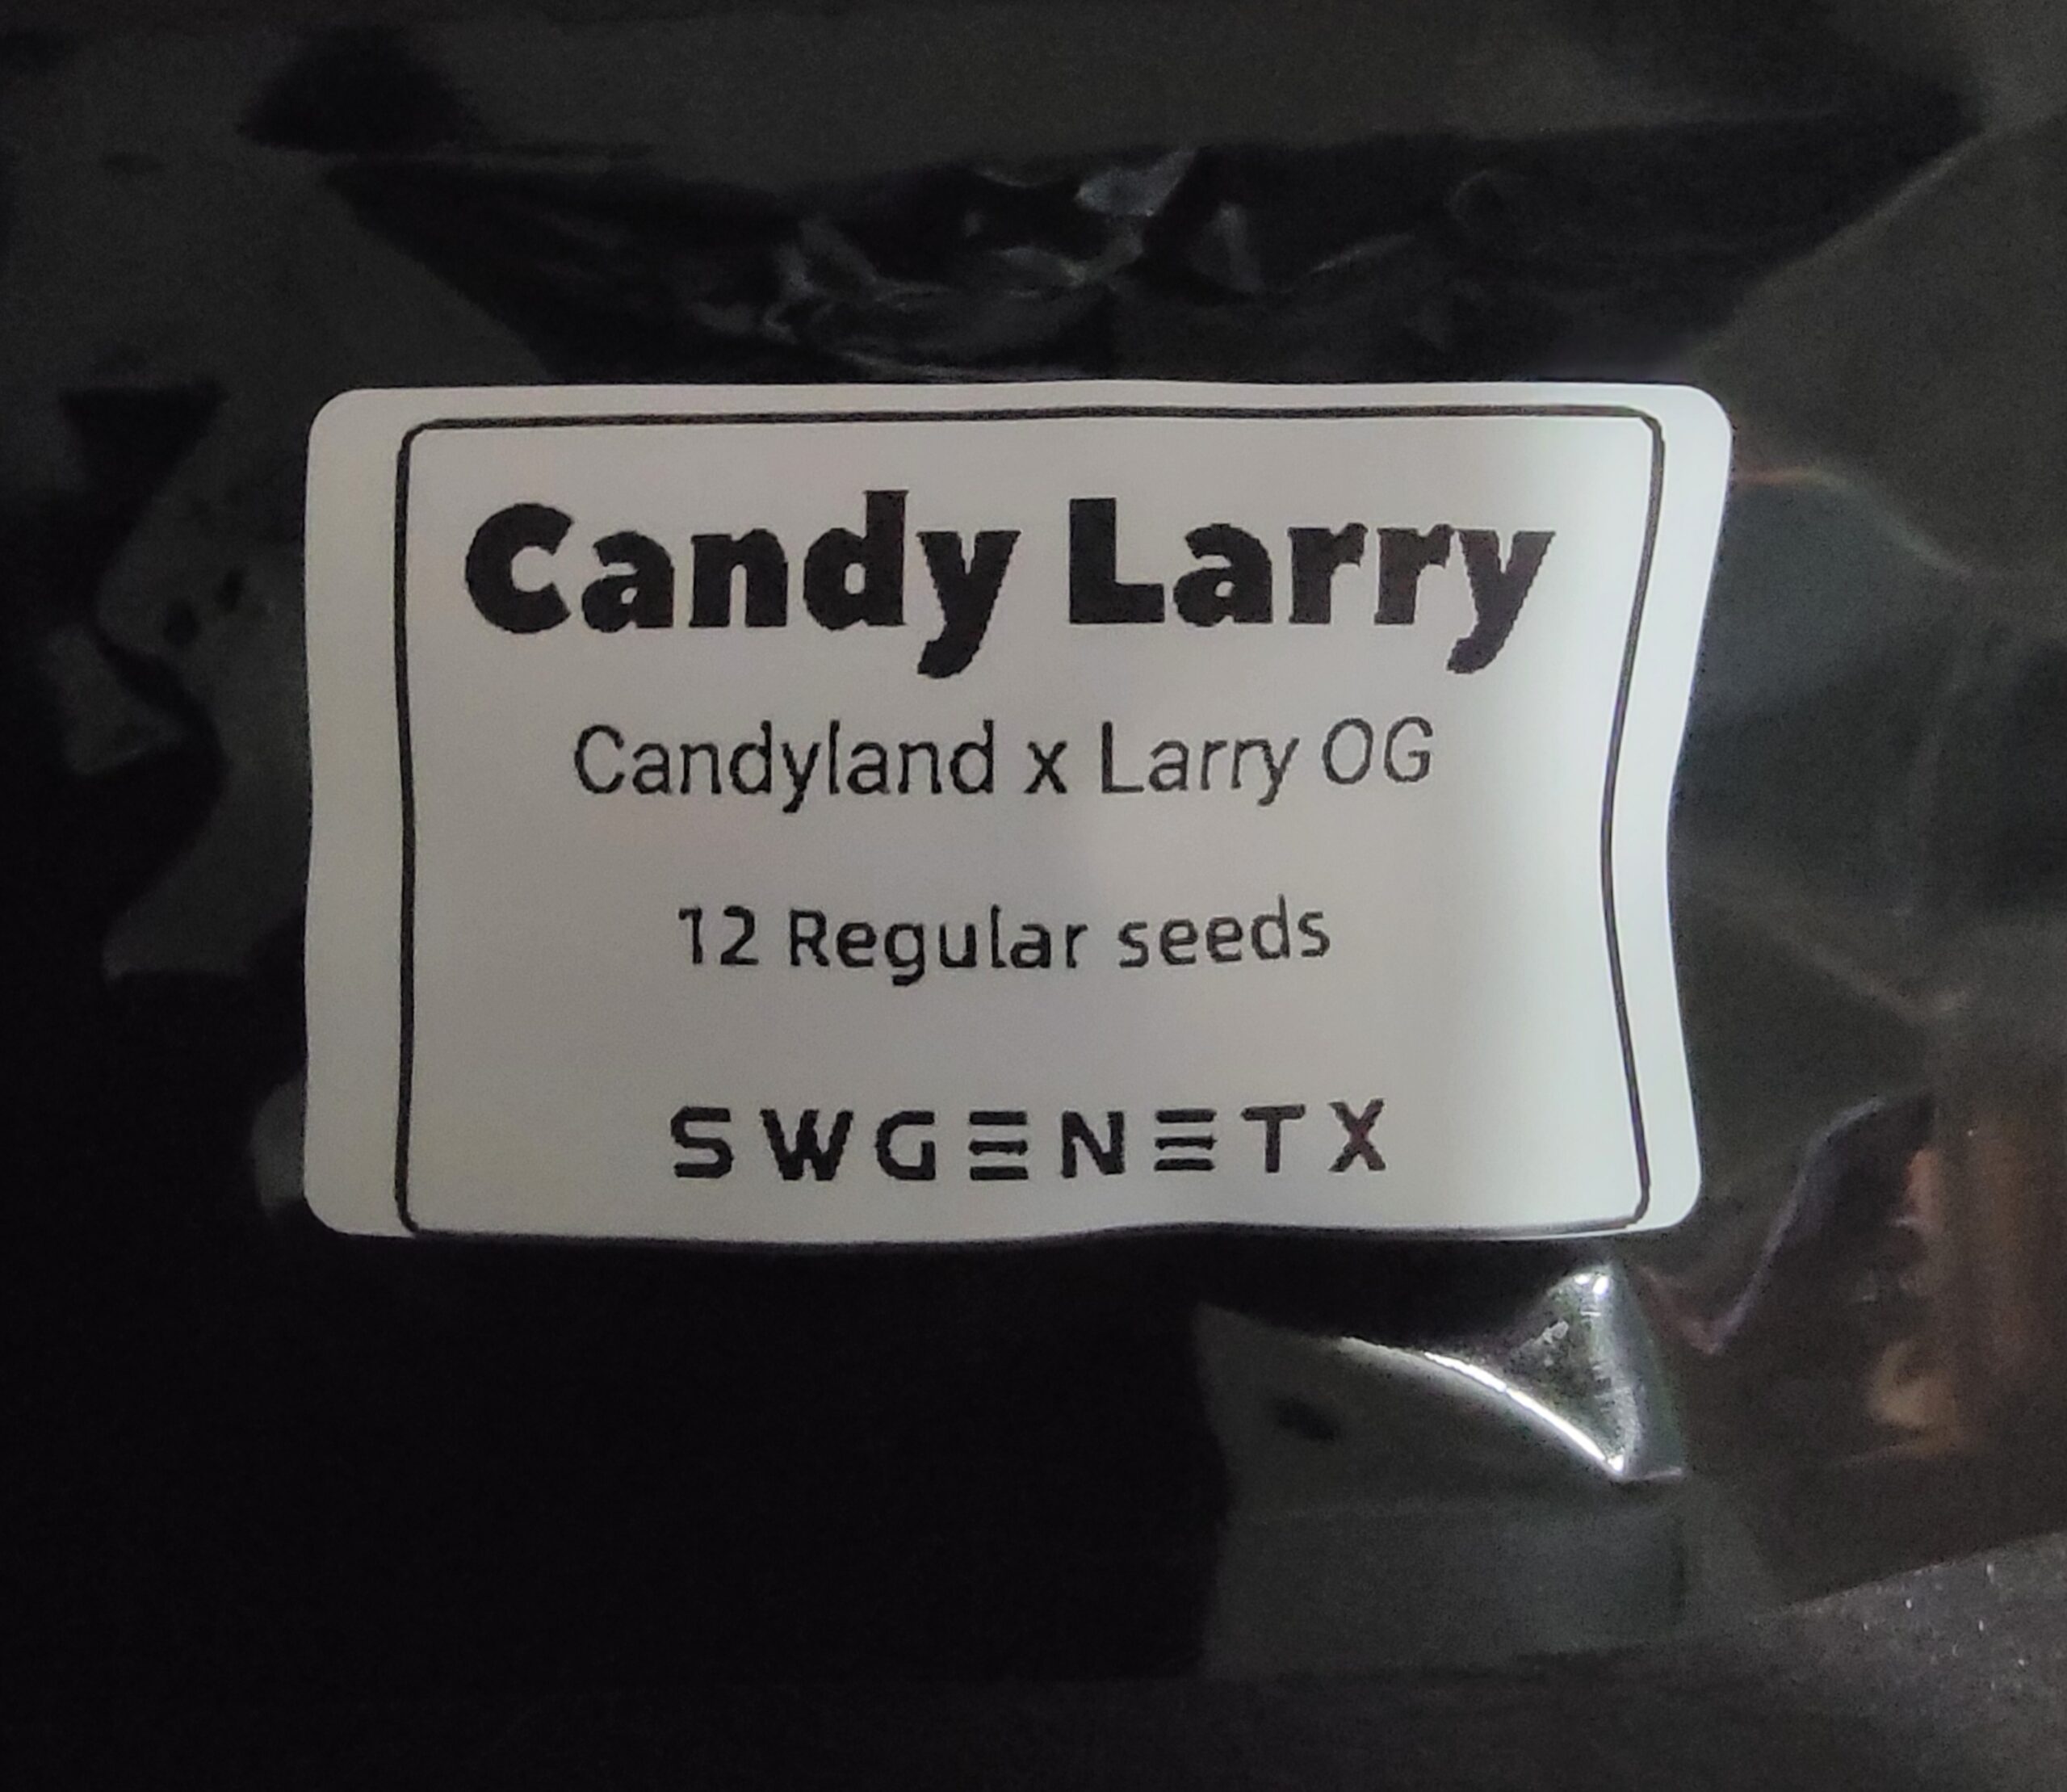 Candy Larry
Candyland x Larry OG
12 Regular seeds
SWGENETX